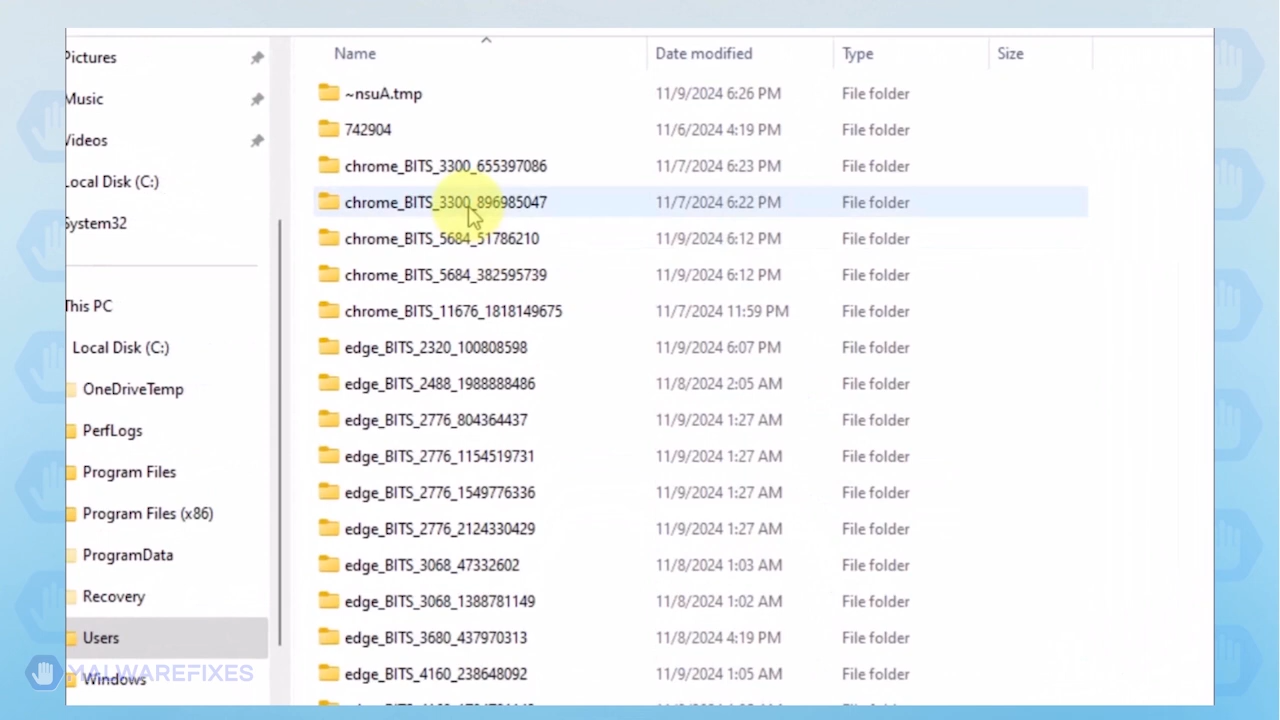 Name Date modified Type Size
Pictures
Music
Videos
Local Disk (C:)
System32
This PC
Local Disk (C:)
OneDriveTemp
PerfLogs
Program Files
Program Files (x86)
ProgramData
Recovery
Users
Windows
~nsuA.tmp 11/9/2024 6:26 PM File folder
742904 11/6/2024 4:19 PM File folder
chrome_BITS_3300_655397086 11/7/2024 6:23 PM File folder
chrome_BITS_3300_896985047 11/7/2024 6:22 PM File folder
chrome_BITS_5684_51786210 11/9/2024 6:12 PM File folder
chrome_BITS_5684_382595739 11/9/2024 6:12 PM File folder
chrome_BITS_11676_1818149675 11/7/2024 11:59 PM File folder
edge_BITS_2320_100808598 11/9/2024 6:07 PM File folder
edge_BITS_2488_1988888486 11/8/2024 2:05 AM File folder
edge_BITS_2776_804364437 11/9/2024 1:27 AM File folder
edge_BITS_2776_1154519731 11/9/2024 1:27 AM File folder
edge_BITS_2776_1549776336 11/9/2024 1:27 AM File folder
edge_BITS_2776_2124330429 11/9/2024 1:27 AM File folder
edge_BITS_3068_47332602 11/8/2024 1:03 AM File folder
edge_BITS_3068_1388781149 11/8/2024 1:02 AM File folder
edge_BITS_3680_437970313 11/8/2024 4:19 PM File folder
edge_BITS_4160_238648092 11/9/2024 1:05 AM File folder
MALWAREFIXES